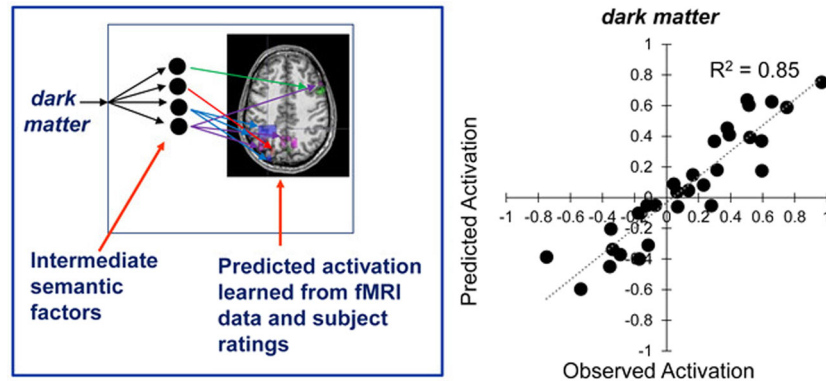 dark
matter
Intermediate
semantic
factors
Predicted activation
learned from fMRI
data and subject
ratings
dark matter
R² = 0.85
Predicted Activation
1
0.8
0.6
0.4
0.2
0
-0.2
-0.4
-0.6
-0.8
-1
-1 -0.8 -0.6 -0.4 -0.2 0 0.2 0.4 0.6 0.8 1
Observed Activation